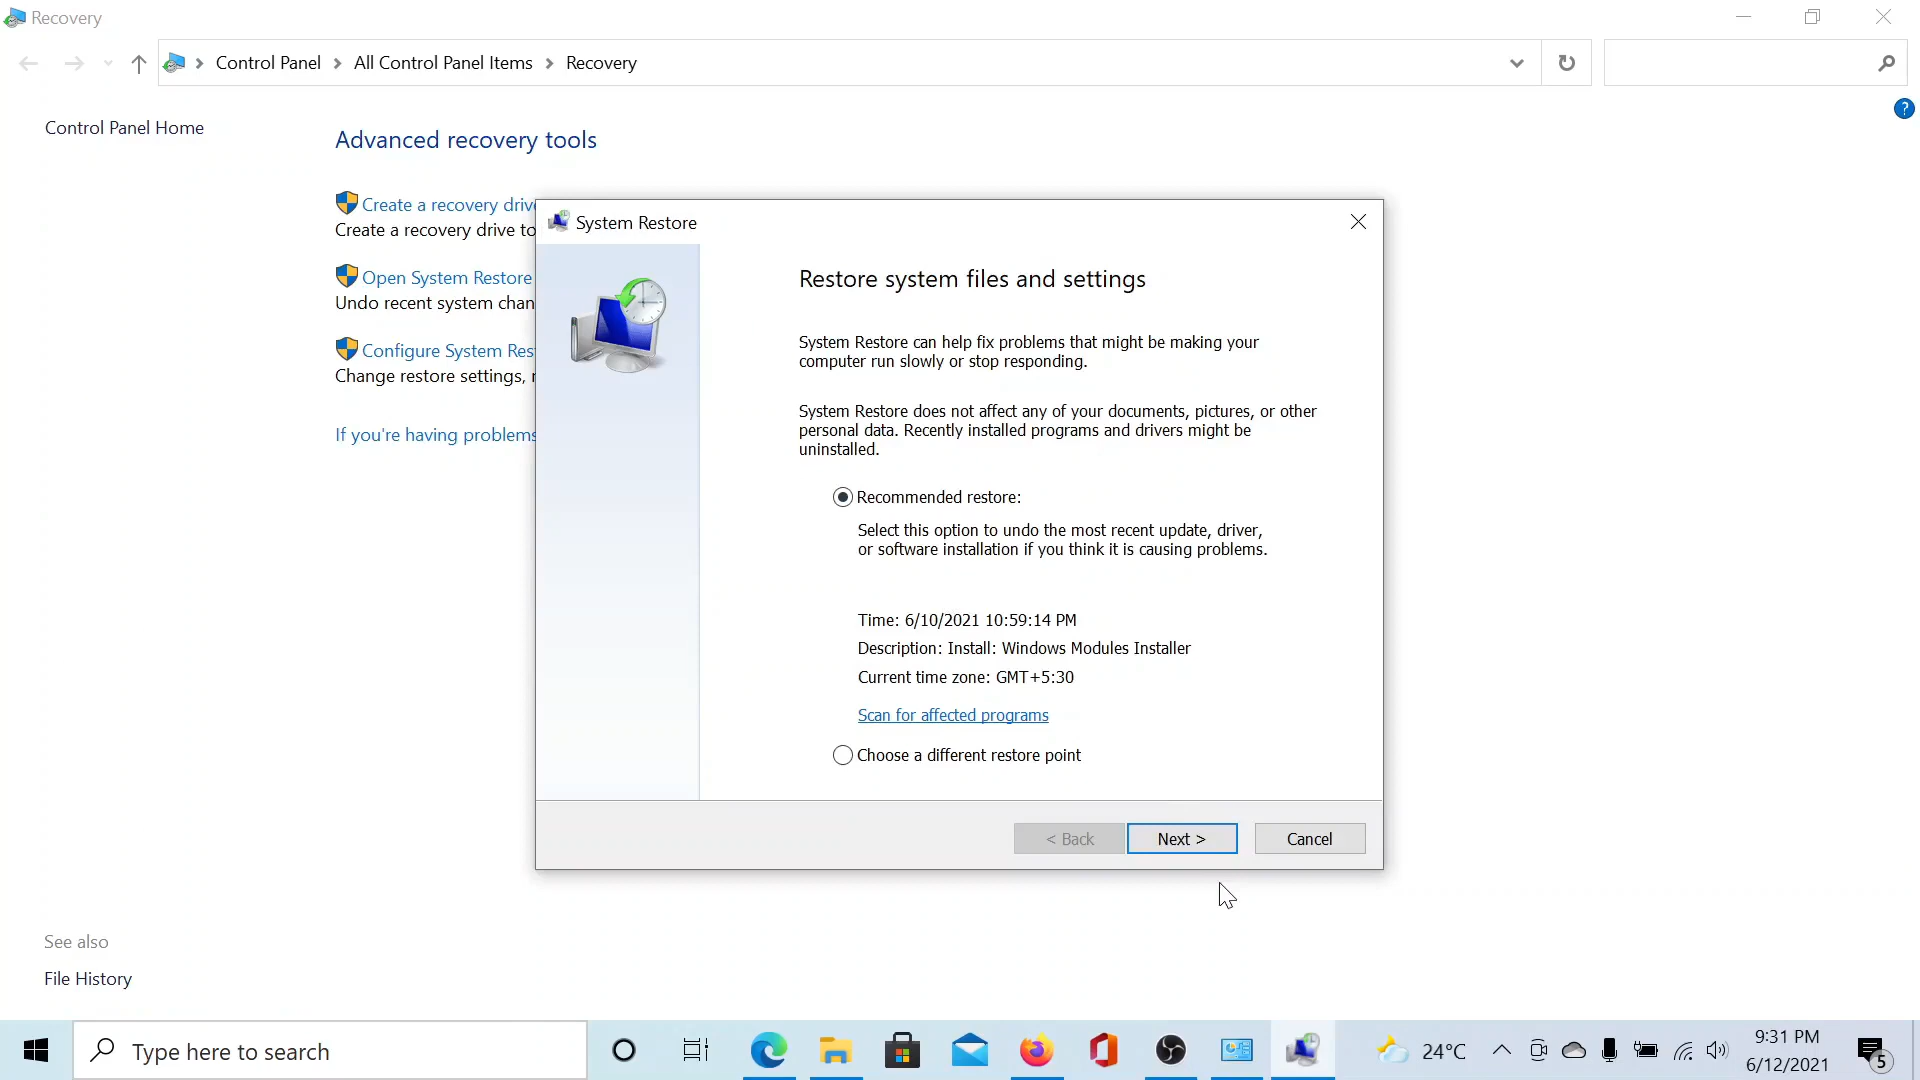 Recovery
Control Panel
All Control Panel Items
Recovery
?
Control Panel Home
Advanced recovery tools
Create a recovery drive
Create a recovery drive to
Open System Restore
Undo recent system chan
Configure System Res
Change restore settings,
If you're having problems
System Restore
Restore system files and settings
System Restore can help fix problems that might be making your
computer run slowly or stop responding.
System Restore does not affect any of your documents, pictures, or other
personal data. Recently installed programs and drivers might be
uninstalled.
Recommended restore:
Select this option to undo the most recent update, driver,
or software installation if you think it is causing problems.
Time: 6/10/2021 10:59:14 PM
Description: Install: Windows Modules Installer
Current time zone: GMT+5:30
Scan for affected programs
Choose a different restore point
< Back
Next >
Cancel
See also
File History
Type here to search
24°C
9:31 PM
6/12/2021
5